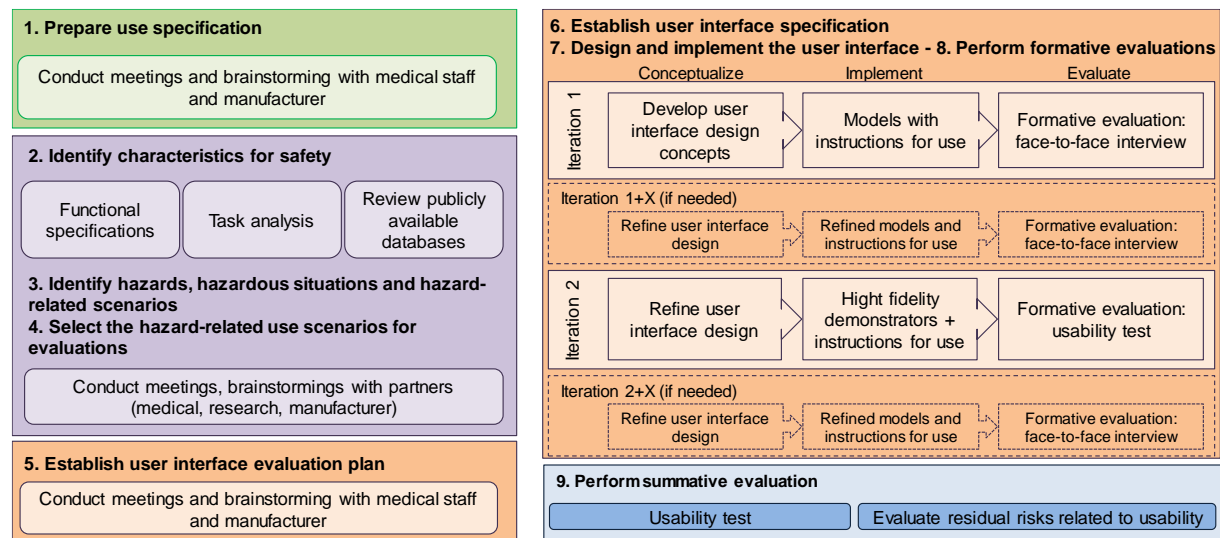 1. Prepare use specification
Conduct meetings and brainstorming with medical staff
and manufacturer
2. Identify characteristics for safety
Functional
specifications
Task analysis
Review publicly
available
databases
3. Identify hazards, hazardous situations and hazard-
related scenarios
4. Select the hazard-related use scenarios for
evaluations
Conduct meetings, brainstormings with partners
(medical, research, manufacturer)
5. Establish user interface evaluation plan
Conduct meetings and brainstorming with medical staff
and manufacturer
6. Establish user interface specification
7. Design and implement the user interface - 8. Perform formative evaluations
Conceptualize
Implement
Evaluate
Iteration 1
Develop user
interface design
concepts
Models with
instructions for use
Formative evaluation:
face-to-face interview
Iteration 1+X (if needed)
Refine user interface
design
Refined models and
instructions for use
Formative evaluation:
face-to-face interview
Iteration 2
Refine user
interface design
Hight fidelity
demonstrators +
instructions for use
Formative evaluation:
usability test
Iteration 2+X (if needed)
Refine user interface
design
Refined models and
instructions for use
Formative evaluation:
face-to-face interview
9. Perform summative evaluation
Usability test
Evaluate residual risks related to usability